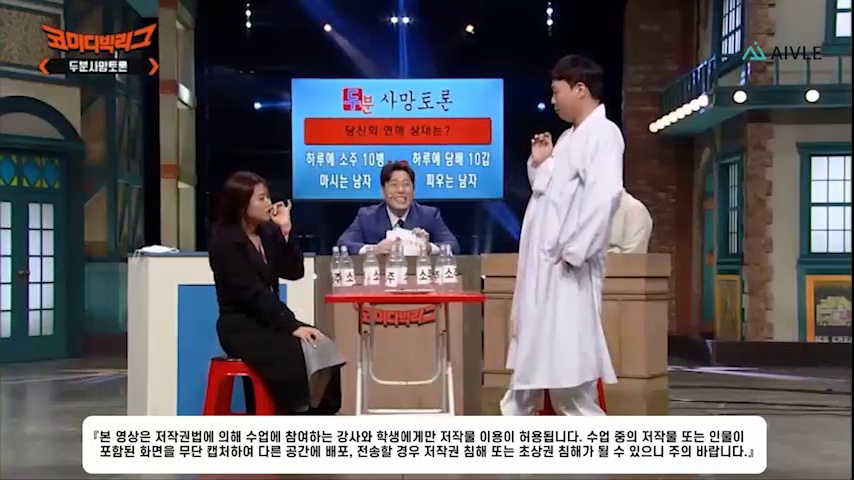 코미디빅리그
두분사망토론
AIVLE
두분 사망토론
당신의 연애 상대는?
하루에 소주 10병 하루에 담배 10갑
마시는 남자 피우는 남자
주 소 주 소 소
코미디빅리그
ICE CREA
『본 영상은 저작권법에 의해 수업에 참여하는 강사와 학생에게만 저작물 이용이 허용됩니다. 수업 중의 저작물 또는 인물이
포함된 화면을 무단 캡처하여 다른 공간에 배포, 전송할 경우 저작권 침해 또는 초상권 침해가 될 수 있으니 주의 바랍니다.』